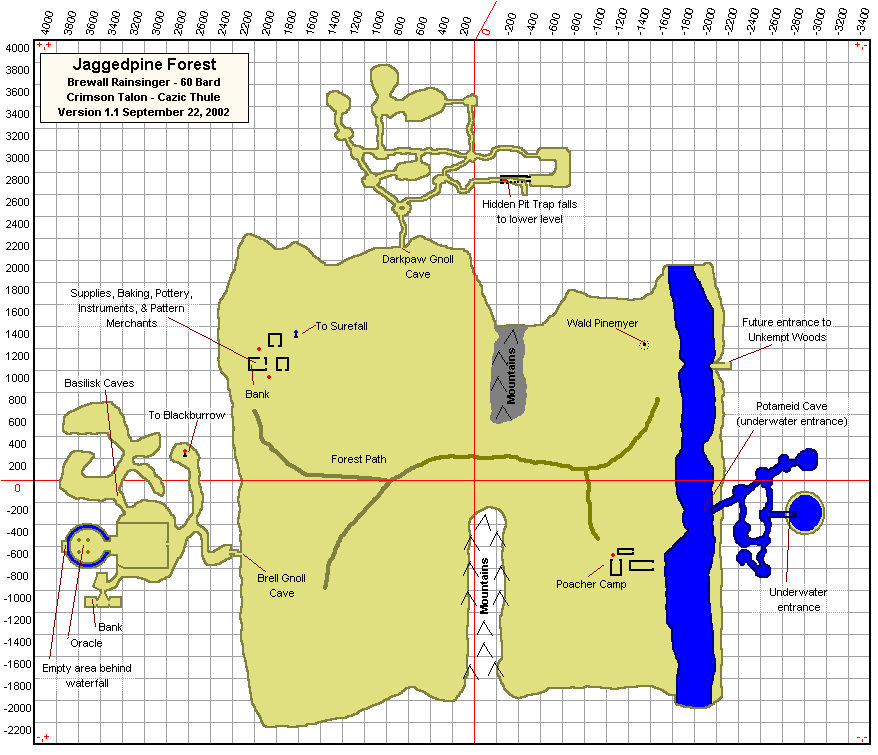 4000 3800 3600 3400 3200 3000 2800 2600 2400 2200 2000 1800 1600 1400 1200 1000 800 600 400 200 0 -200 -400 -600 -800 -1000 -1200 -1400 -1600 -1800 -2000 -2200 -2400 -2600 -2800 -3000 -3200 -3400
4000
3800
3600
3400
3200
3000
2800
2600
2400
2200
2000
1800
1600
1400
1200
1000
800
600
400
200
0
-200
-400
-600
-800
-1000
-1200
-1400
-1600
-1800
-2000
-2200
Jaggedpine Forest
Brewall Rainsinger - 60 Bard
Crimson Talon - Cazic Thule
Version 1.1 September 22, 2002
Hidden Pit Trap falls
to lower level
Darkpaw Gnoll
Cave
Supplies, Baking, Pottery,
Instruments, & Pattern
Merchants
To Surefall
Bank
Wald Pinemyer
Future entrance to
Unkempt Woods
Mountains
Basilisk Caves
To Blackburrow
Potameid Cave
(underwater entrance)
Forest Path
Brell Gnoll
Cave
Mountains
Poacher Camp
Underwater
entrance
Bank
Oracle
Empty area behind
waterfall